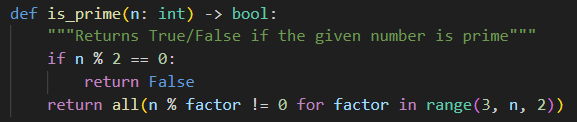 def is_prime(n: int) -> bool:
    """Returns True/False if the given number is prime"""
    if n % 2 == 0:
        return False
    return all(n % factor != 0 for factor in range(3, n, 2))